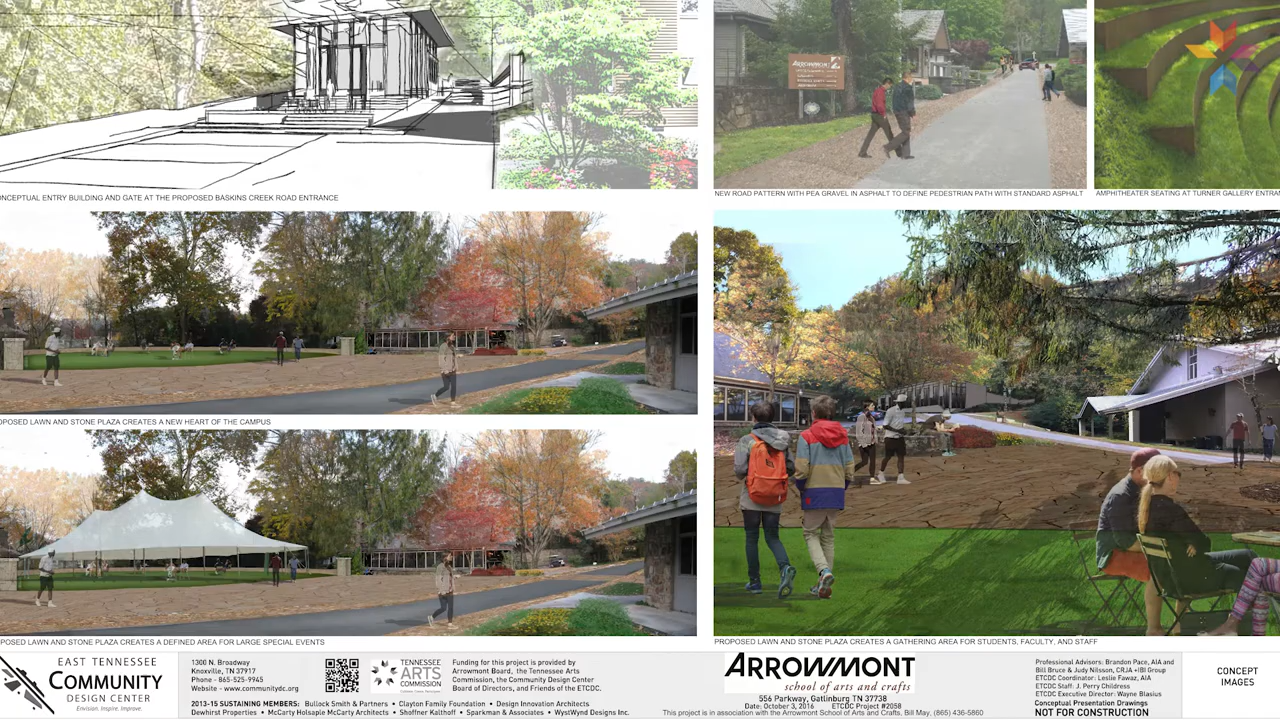 ARROWMONT
ONCEPTUAL ENTRY BUILDING AND GATE AT THE PROPOSED BASKINS CREEK ROAD ENTRANCE
NEW ROAD PATTERN WITH PEA GRAVEL IN ASPHALT TO DEFINE PEDESTRIAN PATH WITH STANDARD ASPHALT
AMPHITHEATER SEATING AT TURNER GALLERY ENTRAN
OPOSED LAWN AND STONE PLAZA CREATES A NEW HEART OF THE CAMPUS
POSED LAWN AND STONE PLAZA CREATES A DEFINED AREA FOR LARGE SPECIAL EVENTS
PROPOSED LAWN AND STONE PLAZA CREATES A GATHERING AREA FOR STUDENTS, FACULTY, AND STAFF
EAST TENNESSEE
COMMUNITY
DESIGN CENTER
Envision. Inspire. Improve.
1300 N. Broadway
Knoxville, TN 37917
Phone - 865-525-9945
Website - www.communitydc.org
TENNESSEE
ARTS
COMMISSION
Funding for this project is provided by
Arrowmont Board, the Tennessee Arts
Commission, the Community Design Center
Board of Directors, and Friends of the ETCDC.
2013-15 SUSTAINING MEMBERS: Bullock Smith & Partners • Clayton Family Foundation • Design Innovation Architects
Dewhirst Properties • McCarty Holsaple McCarty Architects • Shoffner Kalthoff • Sparkman & Associates • WestWynd Designs Inc.
ARROWMONT
school of arts and crafts
556 Parkway, Gatlinburg TN 37738
Date: October 3, 2016 ETCDC Project #2058
This project is in association with the Arrowmont School of Arts and Crafts, Bill May, (865) 436-5860
Professional Advisors: Brandon Pace, AIA and
Bill Bruce & Judy Nilsson, CRJA +IBI Group
ETCDC Coordinator: Leslie Fawaz, AIA
ETCDC Staff: J. Perry Childress
ETCDC Executive Director: Wayne Blasius
Conceptual Presentation Drawings
NOT FOR CONSTRUCTION
CONCEPT
IMAGES